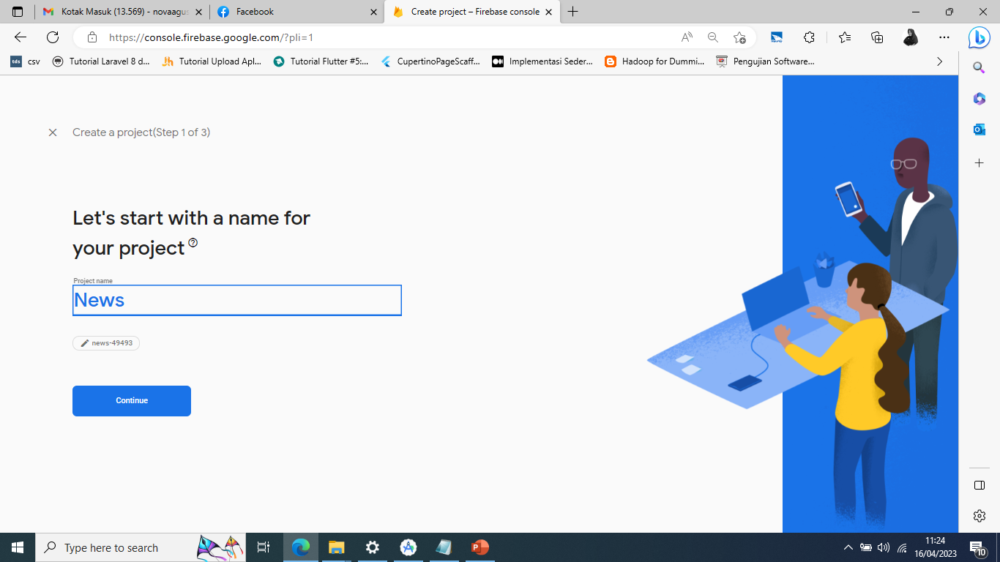 Kotak Masuk (13.569) - novaagus
Facebook
Create project – Firebase console
https://console.firebase.google.com/?pli=1
tds csv
Tutorial Laravel 8 d...
Tutorial Upload Apl...
Tutorial Flutter #5:...
CupertinoPageScaff...
Implementasi Seder...
Hadoop for Dummi...
Pengujian Software...
Create a project(Step 1 of 3)
Let's start with a name for
your project
Project name
News
news-49493
Continue
Type here to search
11:24
16/04/2023
10